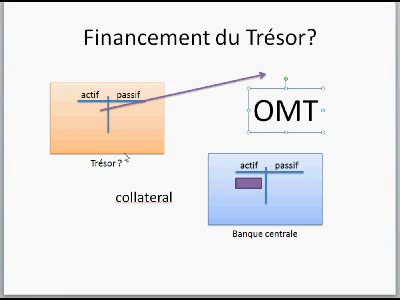 Financement du Trésor?
actif passif
OMT
Trésor ?
actif passif
collateral
Banque centrale